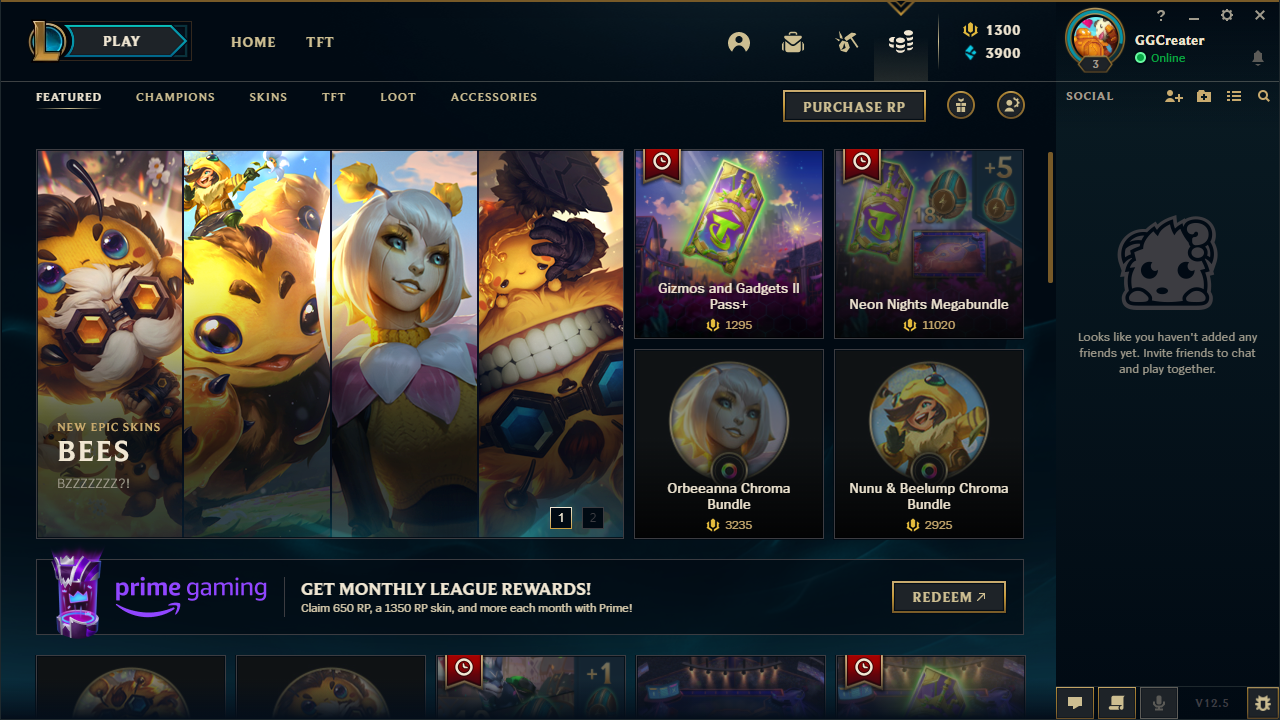 PLAY
HOME
TFT
1300
3900
3
GGCreater
Online
?
FEATURED
CHAMPIONS
SKINS
TFT
LOOT
ACCESSORIES
PURCHASE RP
SOCIAL
NEW EPIC SKINS
BEES
BZZZZZZZ?!
1
2
Gizmos and Gadgets II
Pass+
1295
+5
18
Neon Nights Megabundle
11020
Orbeeanna Chroma
Bundle
3235
Nunu & Beelump Chroma
Bundle
2925
Looks like you haven't added any
friends yet. Invite friends to chat
and play together.
prime gaming
GET MONTHLY LEAGUE REWARDS!
Claim 650 RP, a 1350 RP skin, and more each month with Prime!
REDEEM
+1
V12.5